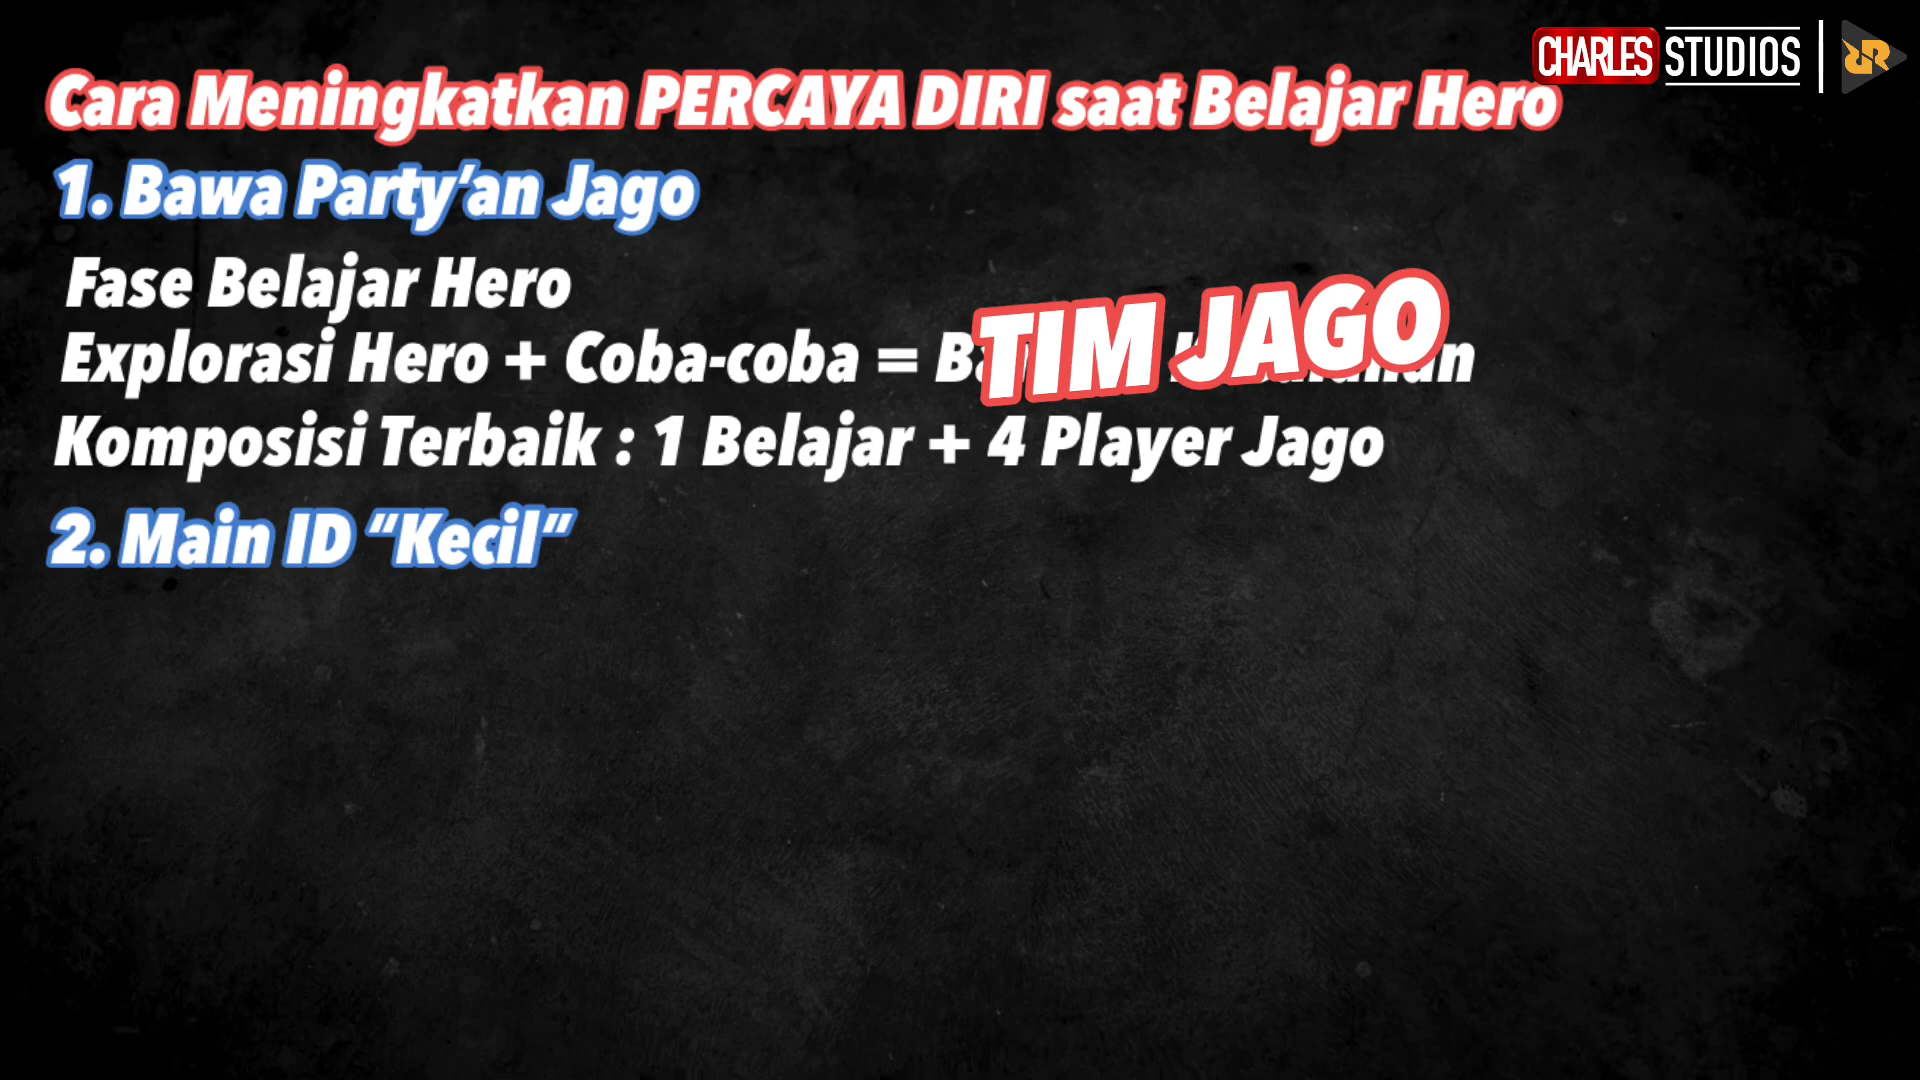 CHARLES STUDIOS
Cara Meningkatkan PERCAYA DIRI saat Belajar Hero
1. Bawa Party'an Jago
Fase Belajar Hero
Explorasi Hero + Coba-coba =
TIM JAGO
Komposisi Terbaik : 1 Belajar + 4 Player Jago
2. Main ID "Kecil"